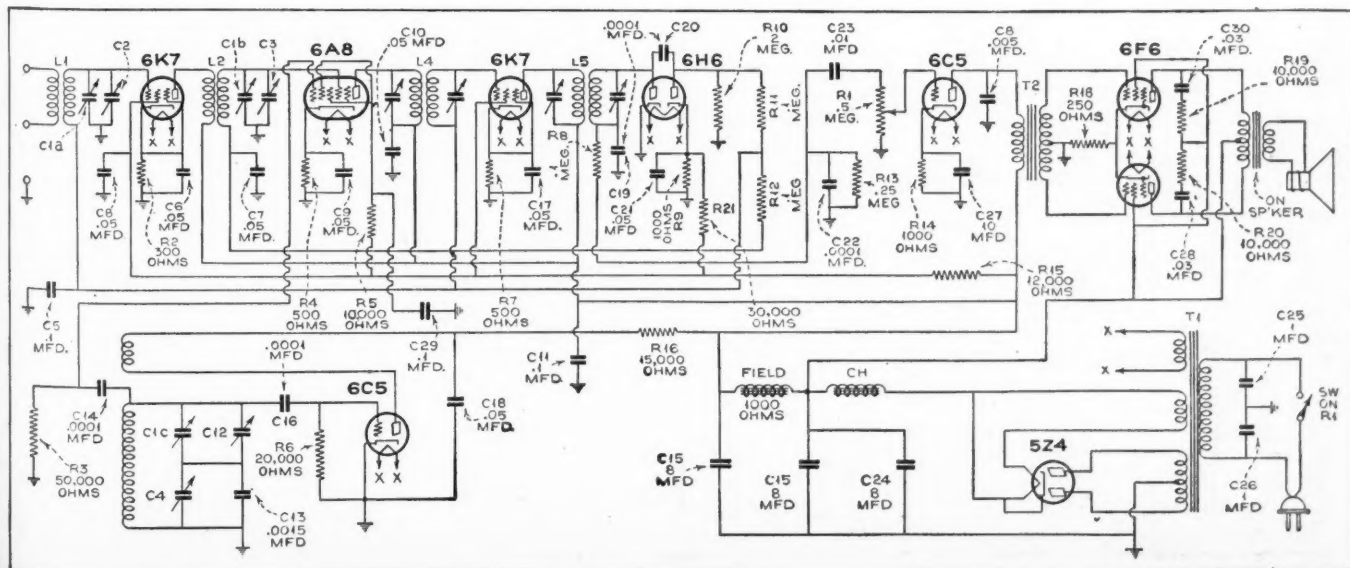 L1
C2
6K7
L2
C1b
C3
6A8
C10
.05 MFD.
L4
6K7
L5
.0001
MFD.
C20
6H6
R10
2
MEG.
C23
.01
MFD
6C5
C8
.005
MFD.
T2
6F6
C30
.03
MFD.
R19
10,000
OHMS
C1a
R11
MEG.
R1
.5
MEG.
R18
250
OHMS
R8
MEG.
C8
.05
MFD.
C6
.05
MFD.
R2
300
OHMS
C7
.05
MFD.
C9
.05
MFD.
C17
.05
MFD.
C19
C21
.05
MFD
1000
OHMS
R9
R21
R12
MEG
R13
.25
MEG
C22
.0001
MFD.
R14
1000
OHMS
C27
10
MFD
ON
SP'KER
R20
10,000
OHMS
C28
.03
MFD
R15
12,000
OHMS
C5
.1
MFD.
R4
500
OHMS
R5
10,000
OHMS
R7
500
OHMS
30,000
OHMS
C29
.1
MFD.
C11
.1
MFD.
R16
15,000
OHMS
T1
C25
.1
MFD
.0001
MFD
6C5
FIELD
1000
OHMS
CH
SW
ON
R1
C14
.0001
MFD
C1c
C12
C16
R6
20,000
OHMS
C18
.05
MFD.
R3
50,000
OHMS
C4
C13
.0015
MFD
C15
8
MFD
C15
8
MFD
C24
8
MFD
5Z4
C26
.1
MFD
X X
X X
X X
X X
X X
X X
X X
X
X
X X